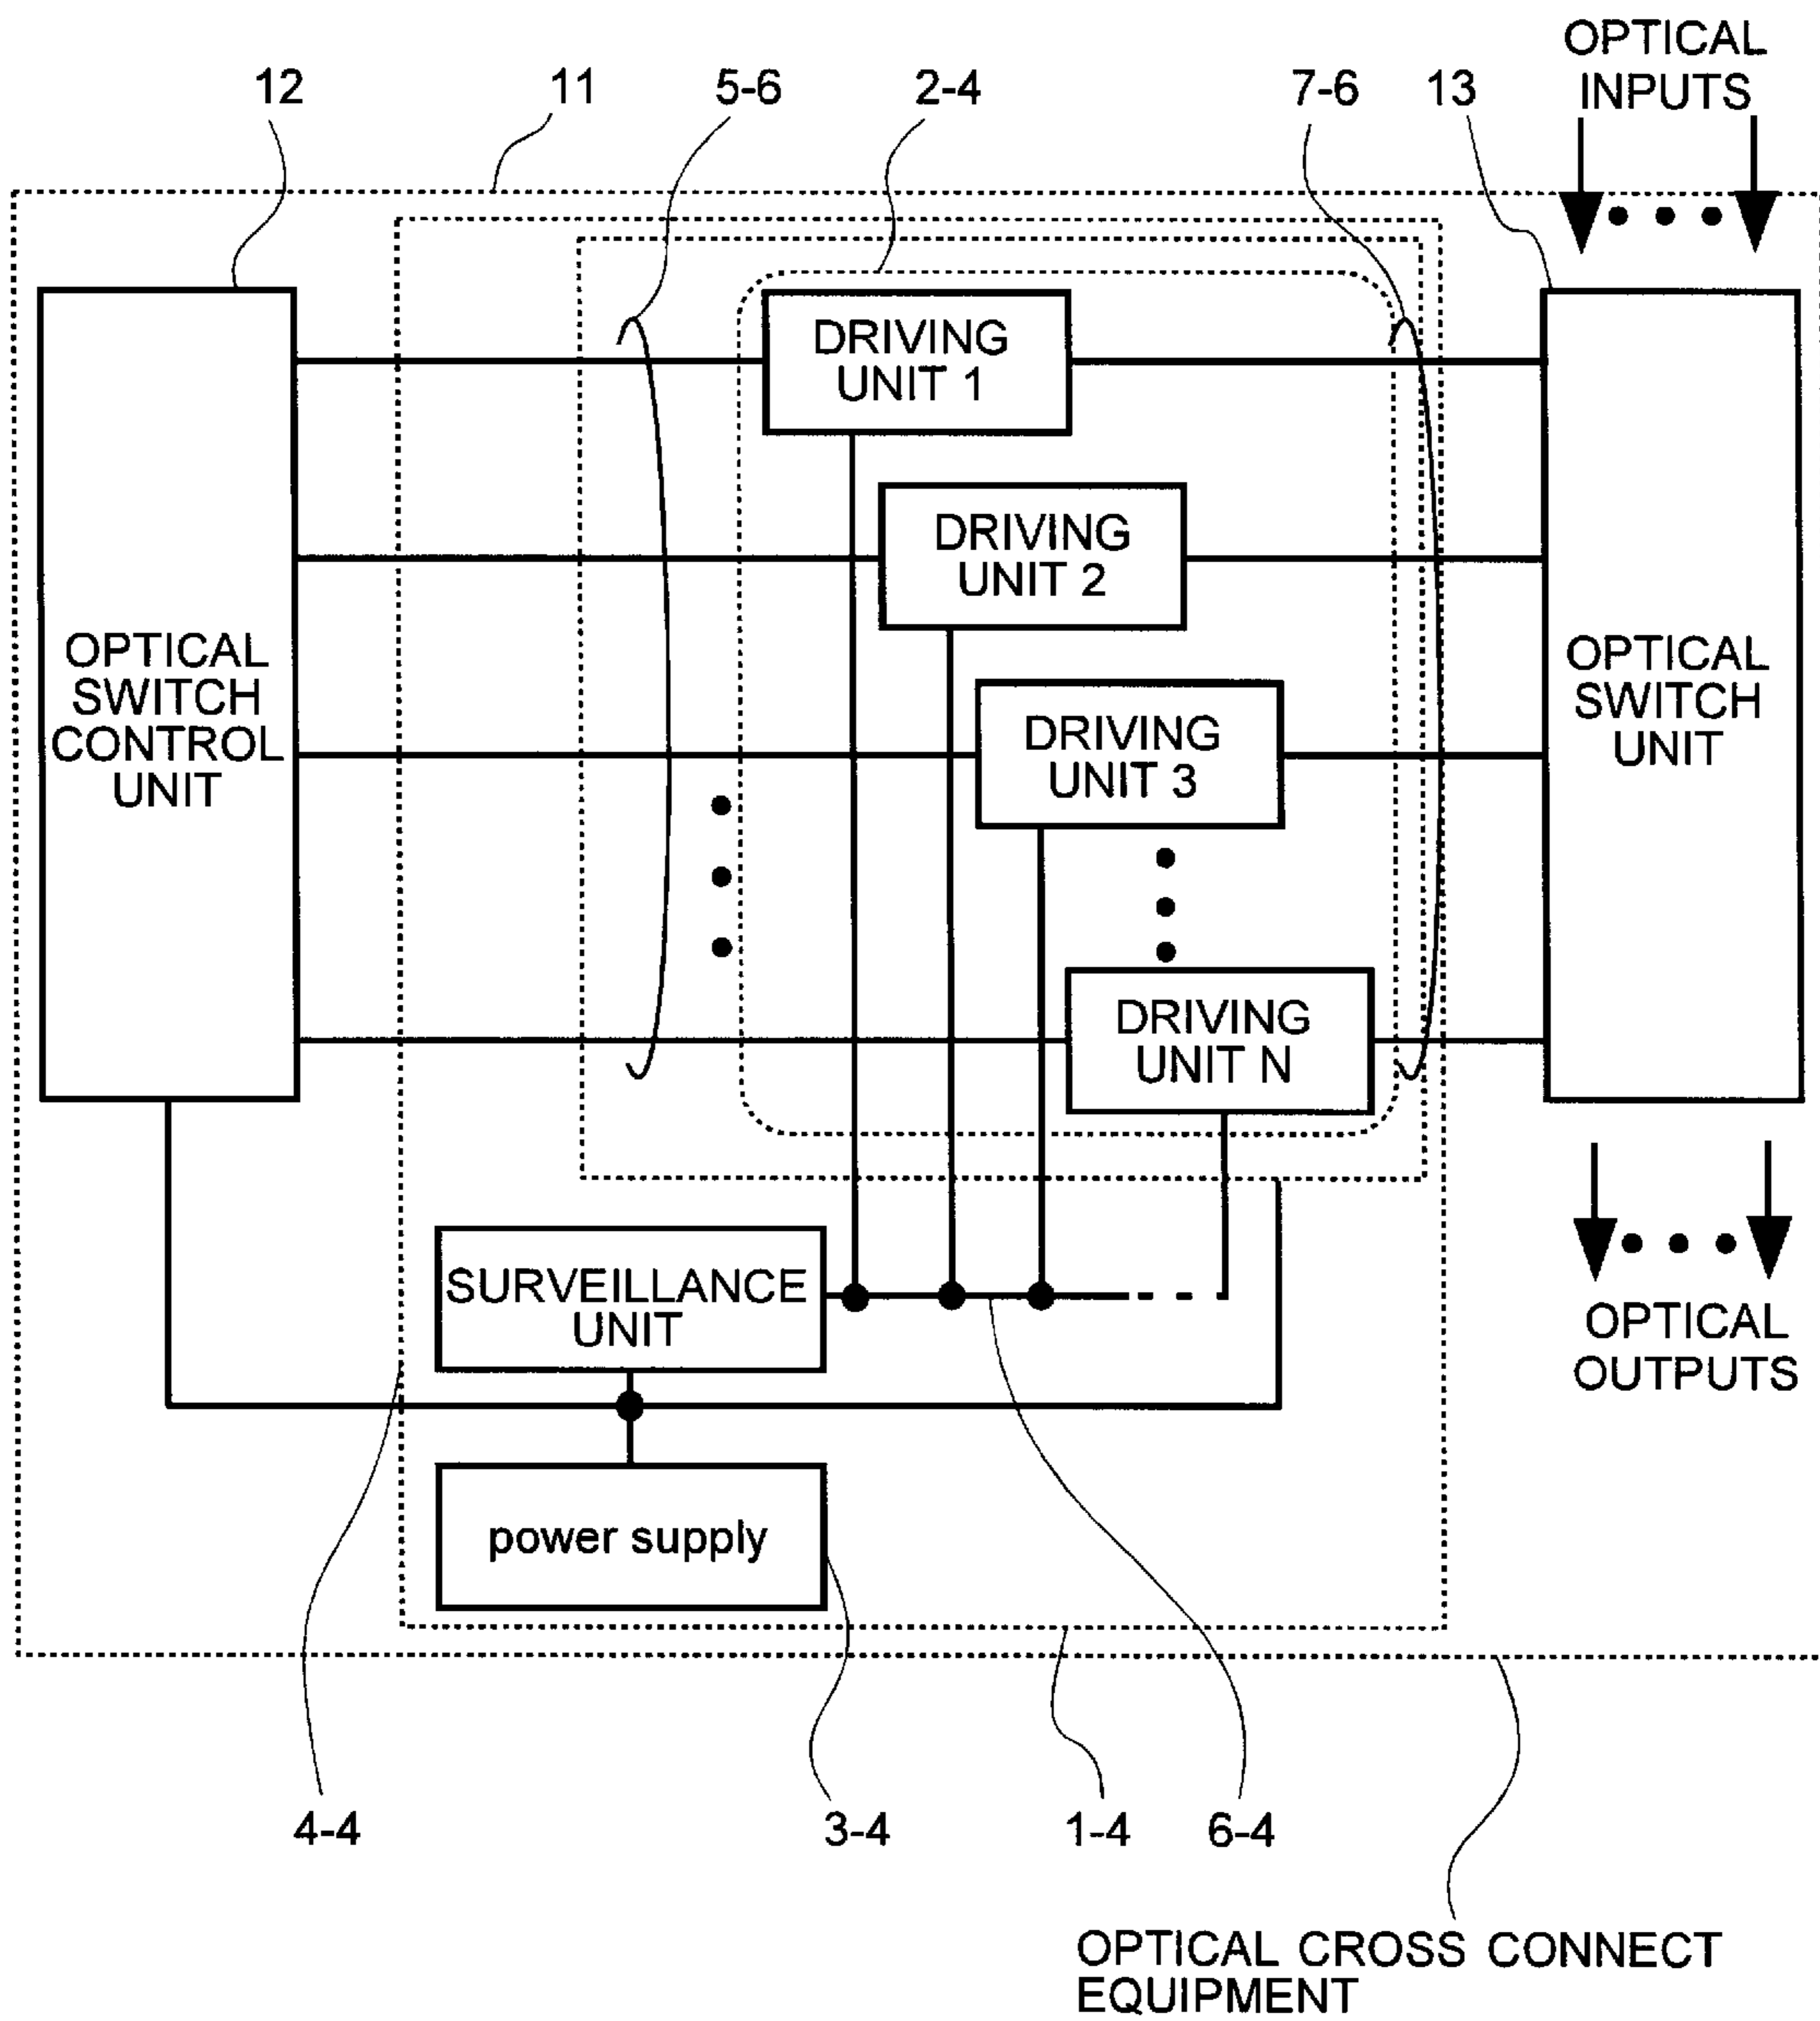 OPTICAL
INPUTS
12
11
5-6
2-4
7-6
13
DRIVING
UNIT 1
DRIVING
UNIT 2
OPTICAL
SWITCH
CONTROL
UNIT
DRIVING
UNIT 3
OPTICAL
SWITCH
UNIT
DRIVING
UNIT N
SURVEILLANCE
UNIT
OPTICAL
OUTPUTS
power supply
4-4
3-4
1-4
6-4
OPTICAL CROSS CONNECT
EQUIPMENT